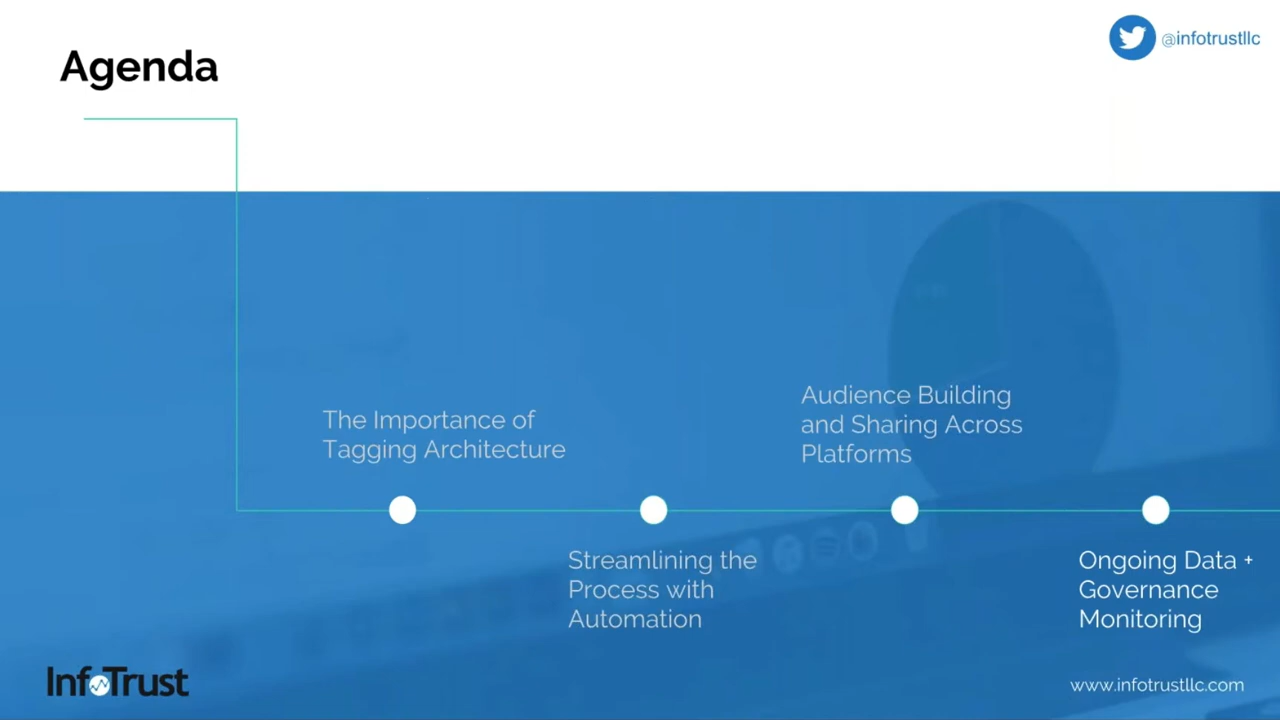 Agenda
@infotrustllc
The Importance of
Tagging Architecture
Streamlining the
Process with
Automation
Audience Building
and Sharing Across
Platforms
Ongoing Data +
Governance
Monitoring
InfoTrust
www.infotrustllc.com